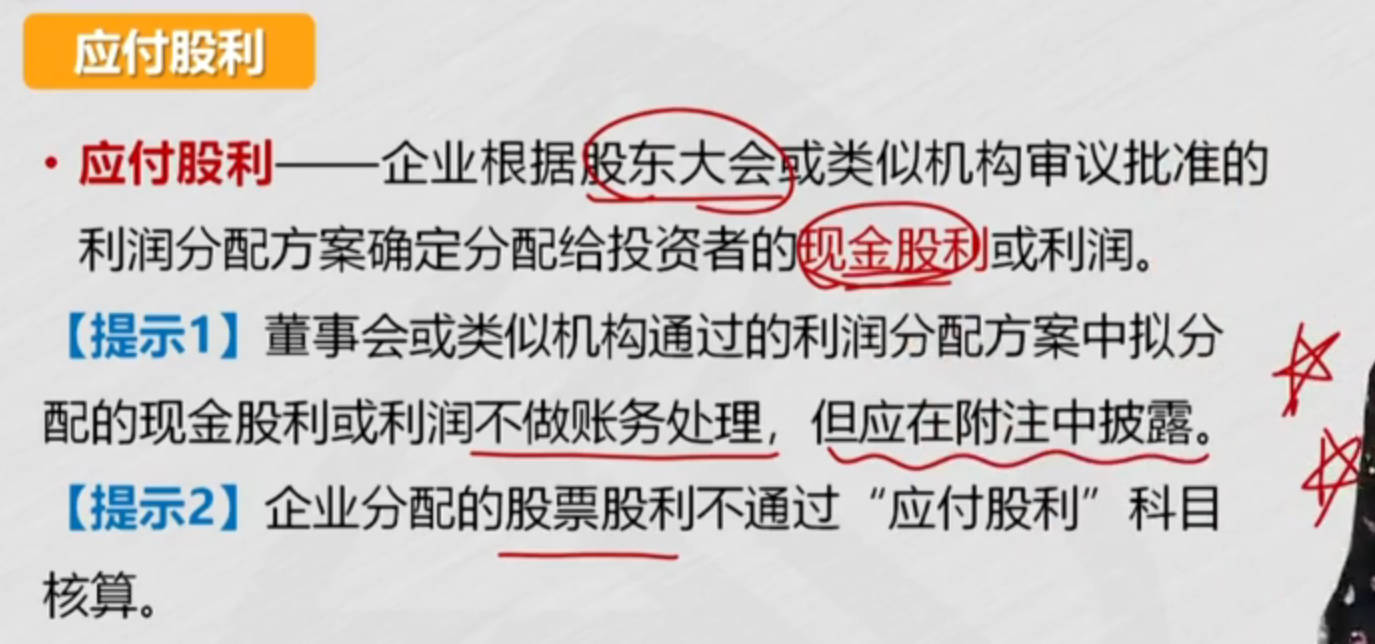 应付股利
• 应付股利——企业根据股东大会或类似机构审议批准的
利润分配方案确定分配给投资者的现金股利或利润。
【提示1】董事会或类似机构通过的利润分配方案中拟分
配的现金股利或利润不做账务处理，但应在附注中披露。
【提示2】企业分配的股票股利不通过“应付股利”科目
核算。